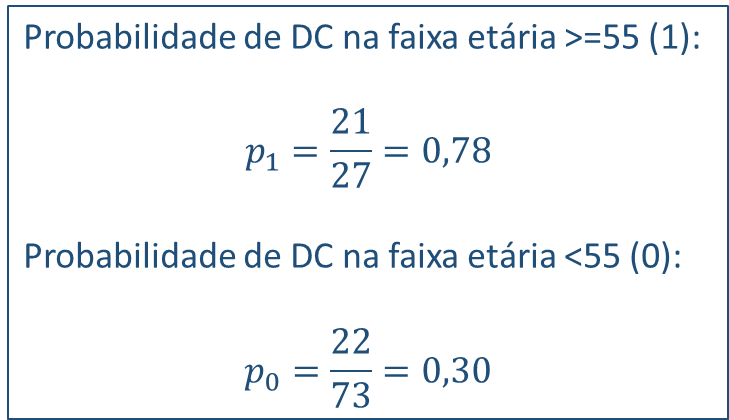 Probabilidade de DC na faixa etária >=55 (1):
p₁ = 21/27 = 0,78
Probabilidade de DC na faixa etária <55 (0):
p₀ = 22/73 = 0,30